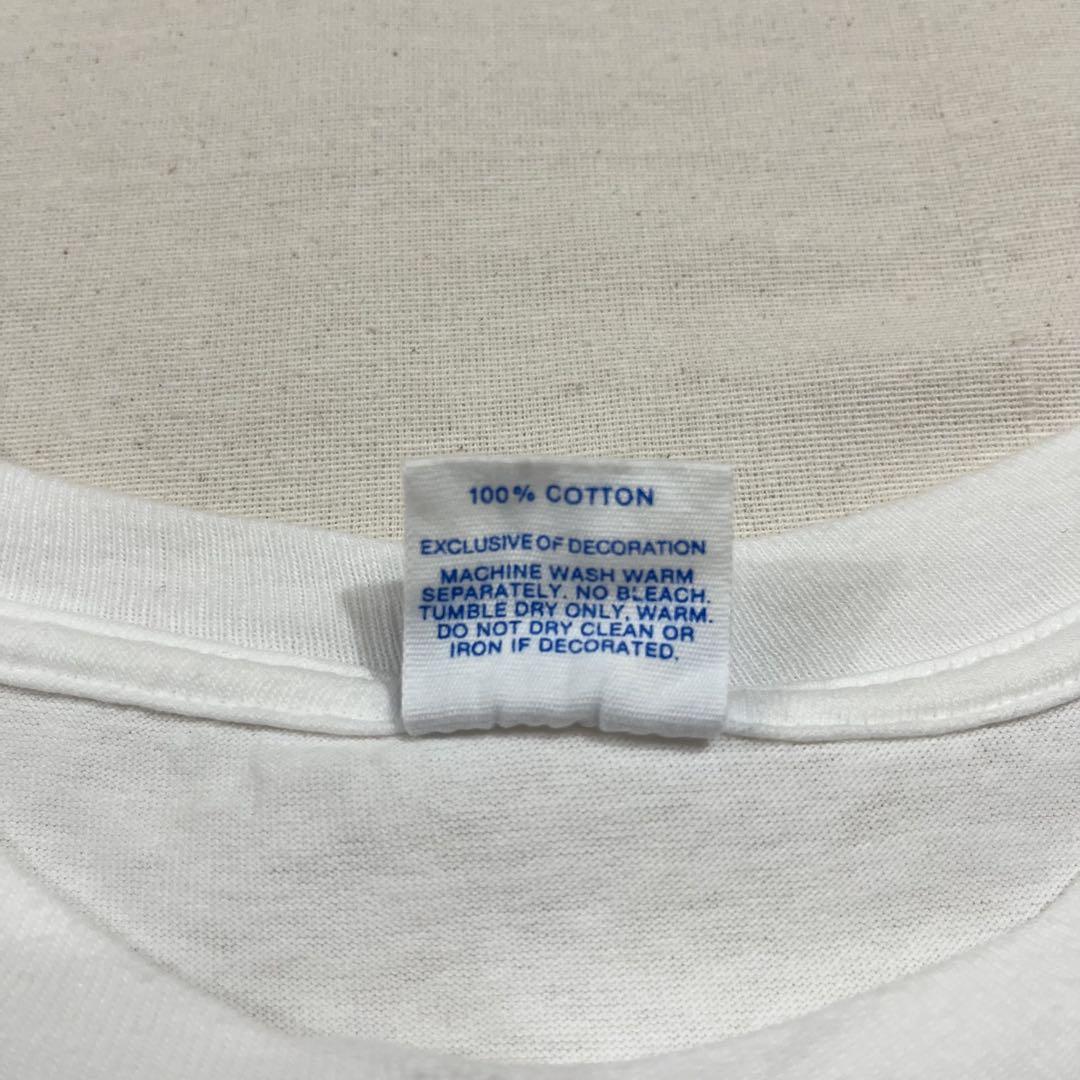 100% COTTON
EXCLUSIVE OF DECORATION
MACHINE WASH WARM
SEPARATELY. NO BLEACH.
TUMBLE DRY ONLY, WARM.
DO NOT DRY CLEAN OR
IRON IF DECORATED.